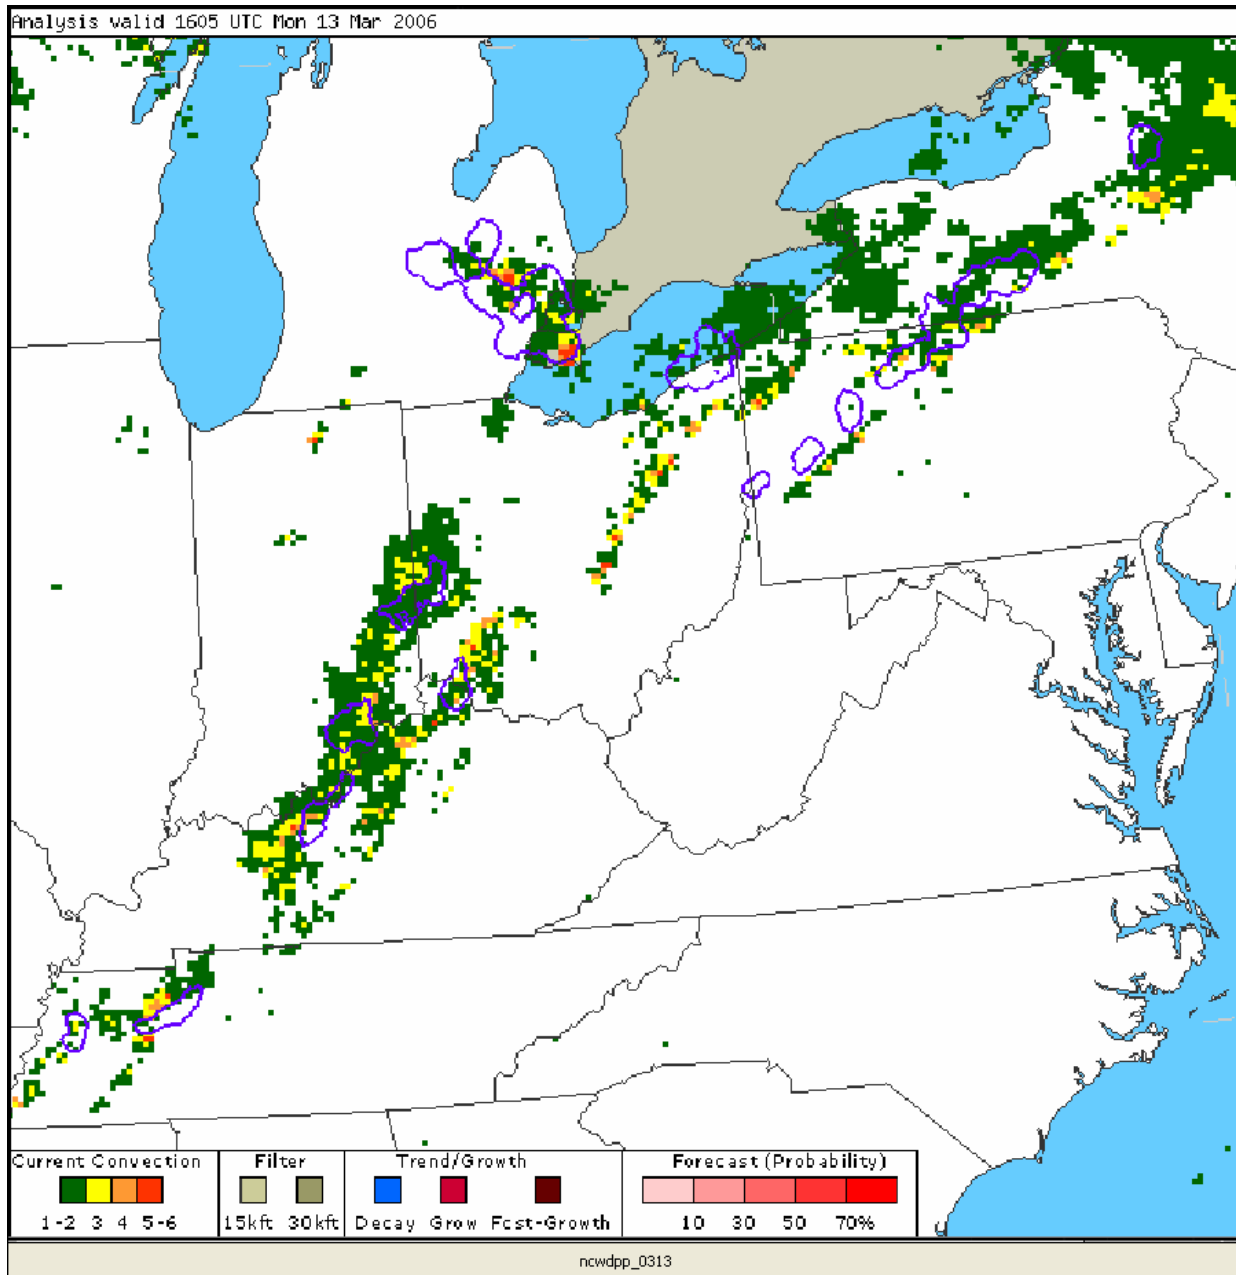 Analysis valid 1605 UTC Mon 13 Mar 2006
Current Convection Filter Trend/Growth Forecast (Probability)
1-2 3 4 5-6 15kft 30kft Decay Grow Fcst-Growth 10 30 50 70%
ncwdpp_0313